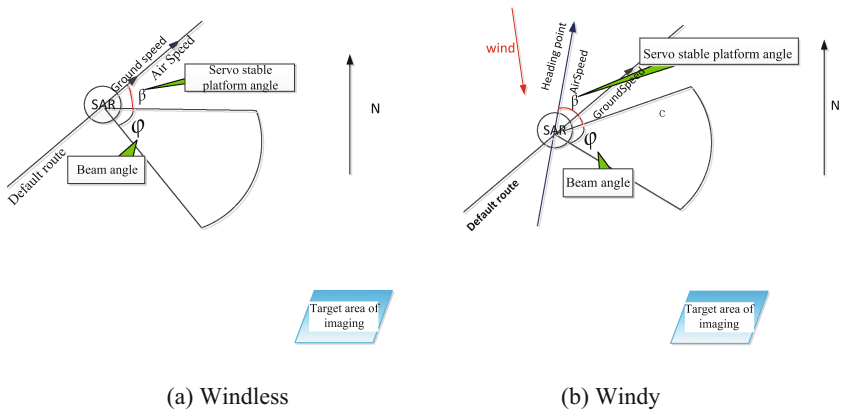 Ground speed
Air Speed
Servo stable
platform angle
β
SAR
φ
N
Beam angle
Default route
Target area of
imaging
(a) Windless
wind
Heading point
AirSpeed
Servo stable platform angle
β
GroundSpeed
SAR
φ
C
N
Beam angle
Default route
Target area of
imaging
(b) Windy